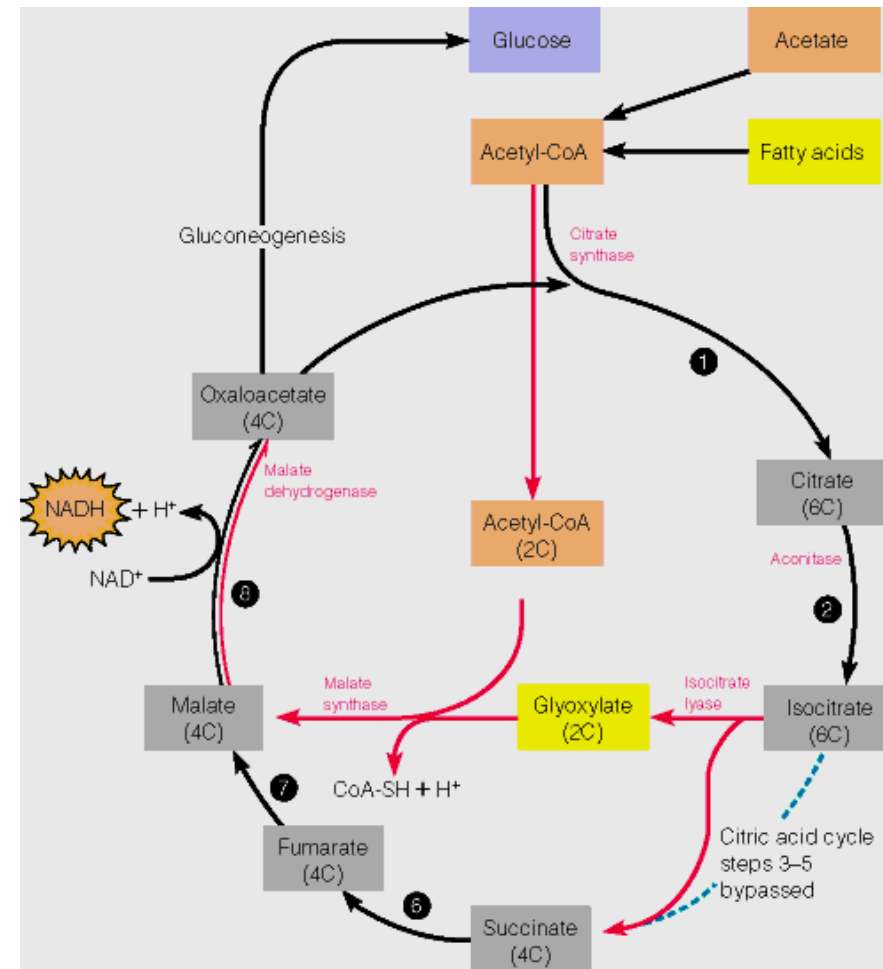 Glucose
Acetate
Acetyl-CoA
Fatty acids
Gluconeogenesis
Citrate
synthase
1
Oxaloacetate
(4C)
Malate
dehydrogenase
Citrate
(6C)
NADH + H⁺
Acetyl-CoA
(2C)
Aconitase
NAD⁺
8
2
Malate
(4C)
Malate
synthase
Glyoxylate
(2C)
Isocitrate
lyase
Isocitrate
(6C)
7
CoA-SH + H⁺
Fumarate
(4C)
Citric acid cycle
steps 3–5
bypassed
6
Succinate
(4C)